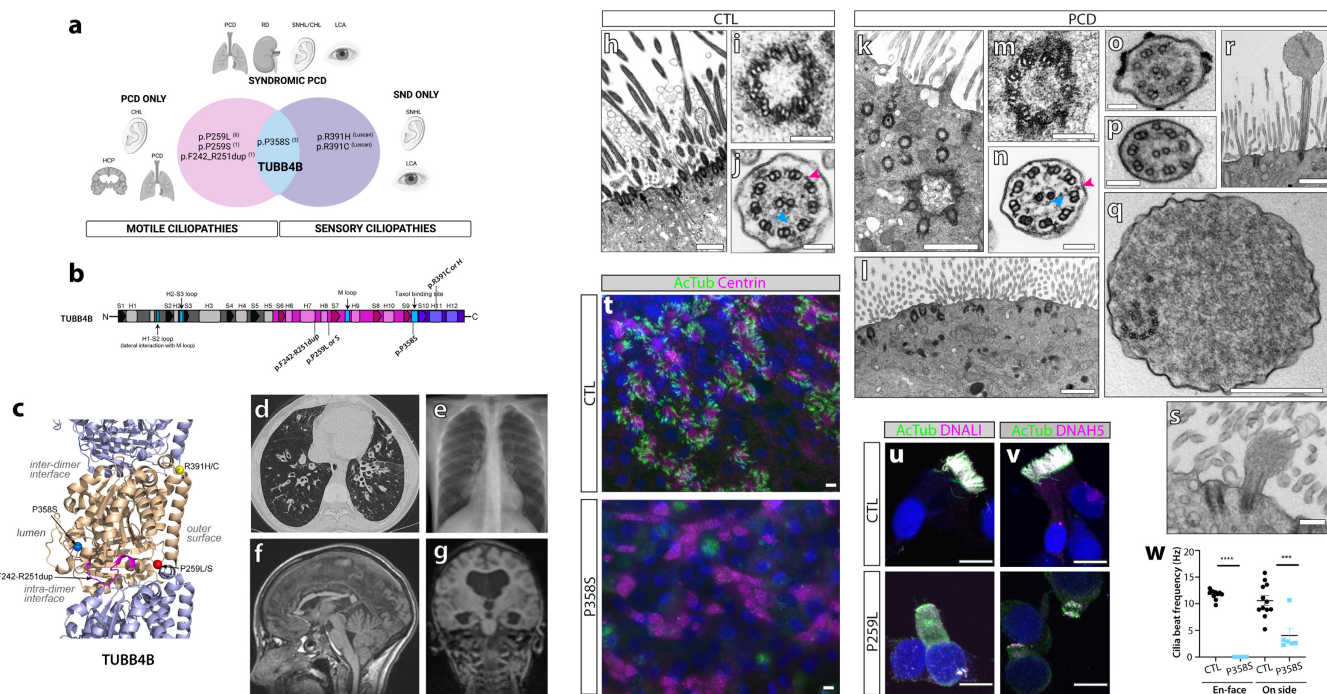 a
PCD
RD
SNHL/CHL
LCA
SYNDROMIC PCD
PCD ONLY
CHL
HCP
PCD
SND ONLY
SNHL
LCA
p.P259L (6)
p.P259S (1)
p.F242_R251dup (1)
p.P358S (3)
TUBB4B
p.R391H (Luscan)
p.R391C (Luscan)
MOTILE CILIOPATHIES
SENSORY CILIOPATHIES
b
p.R391C or H
H2-S3 loop
M loop
Taxol binding site
S1 H1 S2 H2 S3 H3 S4 H4 S5 H5 S6 H6 H7 H8 S7 H9 S8 H10 S9 S10 H11 H12
TUBB4B
N
C
H1-S2 loop
(lateral interaction with M-loop)
p.F242-R251dup
p.P259L or S
p.P358S
c
inter-dimer
interface
R391H/C
P358S
lumen
outer
surface
P259L/S
F242-R251dup
intra-dimer
interface
TUBB4B
d
e
f
g
CTL
h
i
j
PCD
k
l
m
n
o
p
q
r
s
AcTub Centrin
t
CTL
P358S
AcTub DNALI
AcTub DNAH5
u
v
CTL
P259L
w
Cilia beat frequency (Hz)
20
15
10
5
0
****
***
CTL
P358S
CTL
P358S
En-face
On side